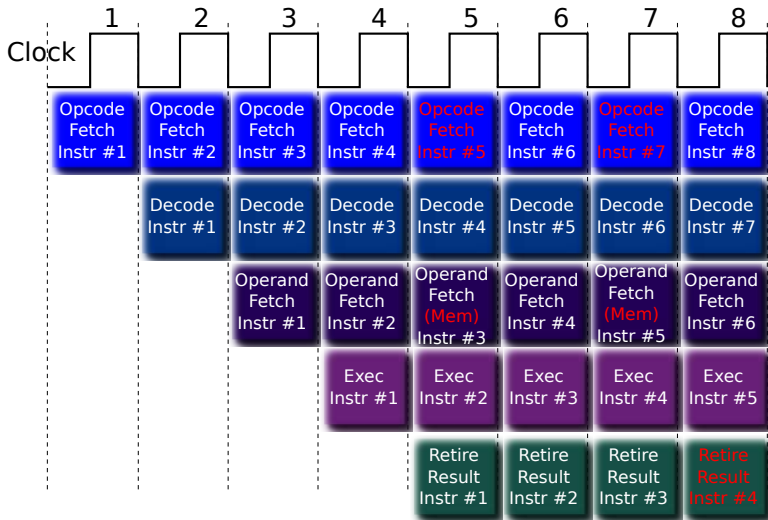 1 2 3 4 5 6 7 8
Clock
Opcode Opcode Opcode Opcode Opcode Opcode Opcode Opcode
Fetch Fetch Fetch Fetch Fetch Fetch Fetch Fetch
Instr #1 Instr #2 Instr #3 Instr #4 Instr #5 Instr #6 Instr #7 Instr #8
Decode Decode Decode Decode Decode Decode Decode
Instr #1 Instr #2 Instr #3 Instr #4 Instr #5 Instr #6 Instr #7
Operand Operand Operand Operand Operand Operand
Fetch Fetch Fetch Fetch Fetch Fetch
(Mem) (Mem)
Instr #1 Instr #2 Instr #3 Instr #4 Instr #5 Instr #6
Exec Exec Exec Exec Exec
Instr #1 Instr #2 Instr #3 Instr #4 Instr #5
Retire Retire Retire Retire
Result Result Result Result
Instr #1 Instr #2 Instr #3 Instr #4